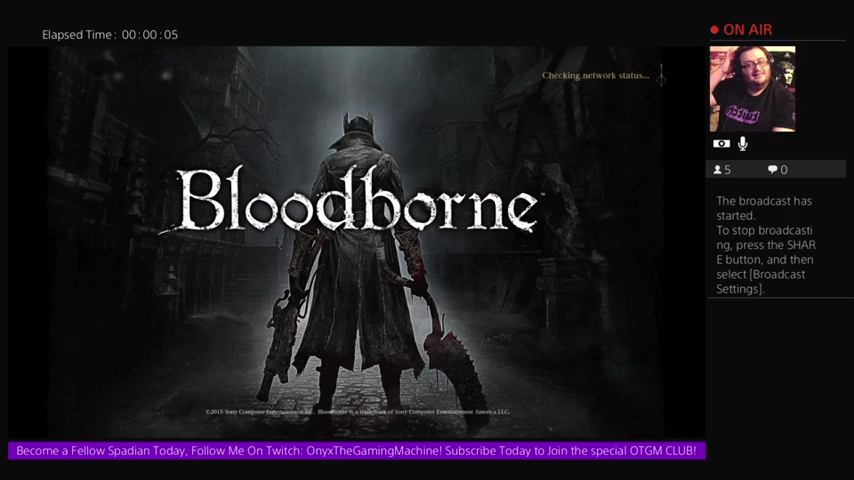 Elapsed Time: 00:00:05
ON AIR
Checking network status...
Bloodborne
5 0
The broadcast has
started.
To stop broadcasti
ng, press the SHAR
E button, and then
select [Broadcast
Settings].
©2015 Sony Computer Entertainment Inc. Bloodborne is a trademark of Sony Computer Entertainment America LLC.
Become a Fellow Spadian Today, Follow Me On Twitch: OnyxTheGamingMachine! Subscribe Today to Join the special OTGM CLUB!